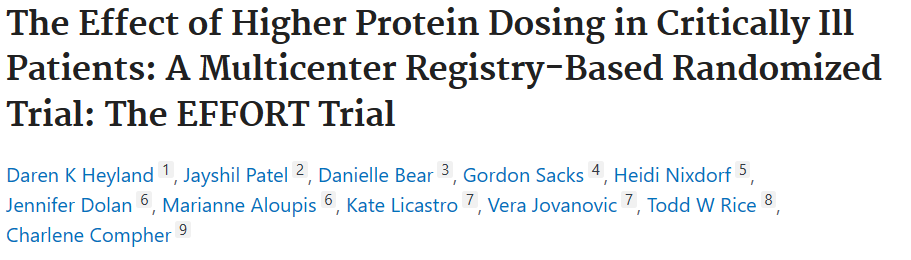 The Effect of Higher Protein Dosing in Critically Ill
Patients: A Multicenter Registry-Based Randomized
Trial: The EFFORT Trial
Daren K Heyland 1, Jayshil Patel 2, Danielle Bear 3, Gordon Sacks 4, Heidi Nixdorf 5,
Jennifer Dolan 6, Marianne Aloupis 6, Kate Licastro 7, Vera Jovanovic 7, Todd W Rice 8,
Charlene Compher 9